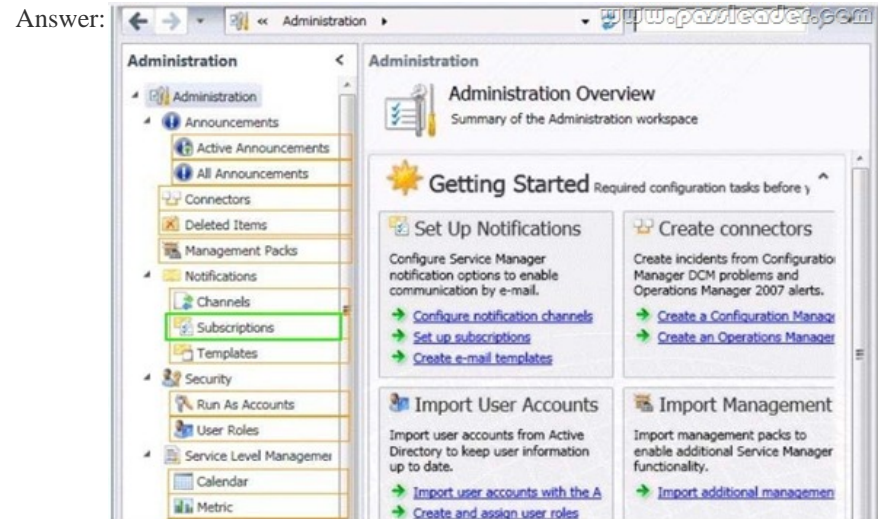 Answer:
« Administration
www.passleader.com
Administration <
Administration
Announcements
Active Announcements
All Announcements
Connectors
Deleted Items
Management Packs
Notifications
Channels
Subscriptions
Templates
Security
Run As Accounts
User Roles
Service Level Managemer
Calendar
Metric
Administration
Administration Overview
Summary of the Administration workspace
Getting Started Required configuration tasks before y
Set Up Notifications
Configure Service Manager
notification options to enable
communication by e-mail.
Configure notification channels
Set up subscriptions
Create e-mail templates
Create connectors
Create incidents from Configuratio
Manager DCM problems and
Operations Manager 2007 alerts.
Create a Configuration Manag
Create an Operations Manager
Import User Accounts
Import user accounts from Active
Directory to keep user information
up to date.
Import user accounts with the A
Create and assign user roles
Import Management
Import management packs to
enable additional Service Manager
functionality.
Import additional managemen